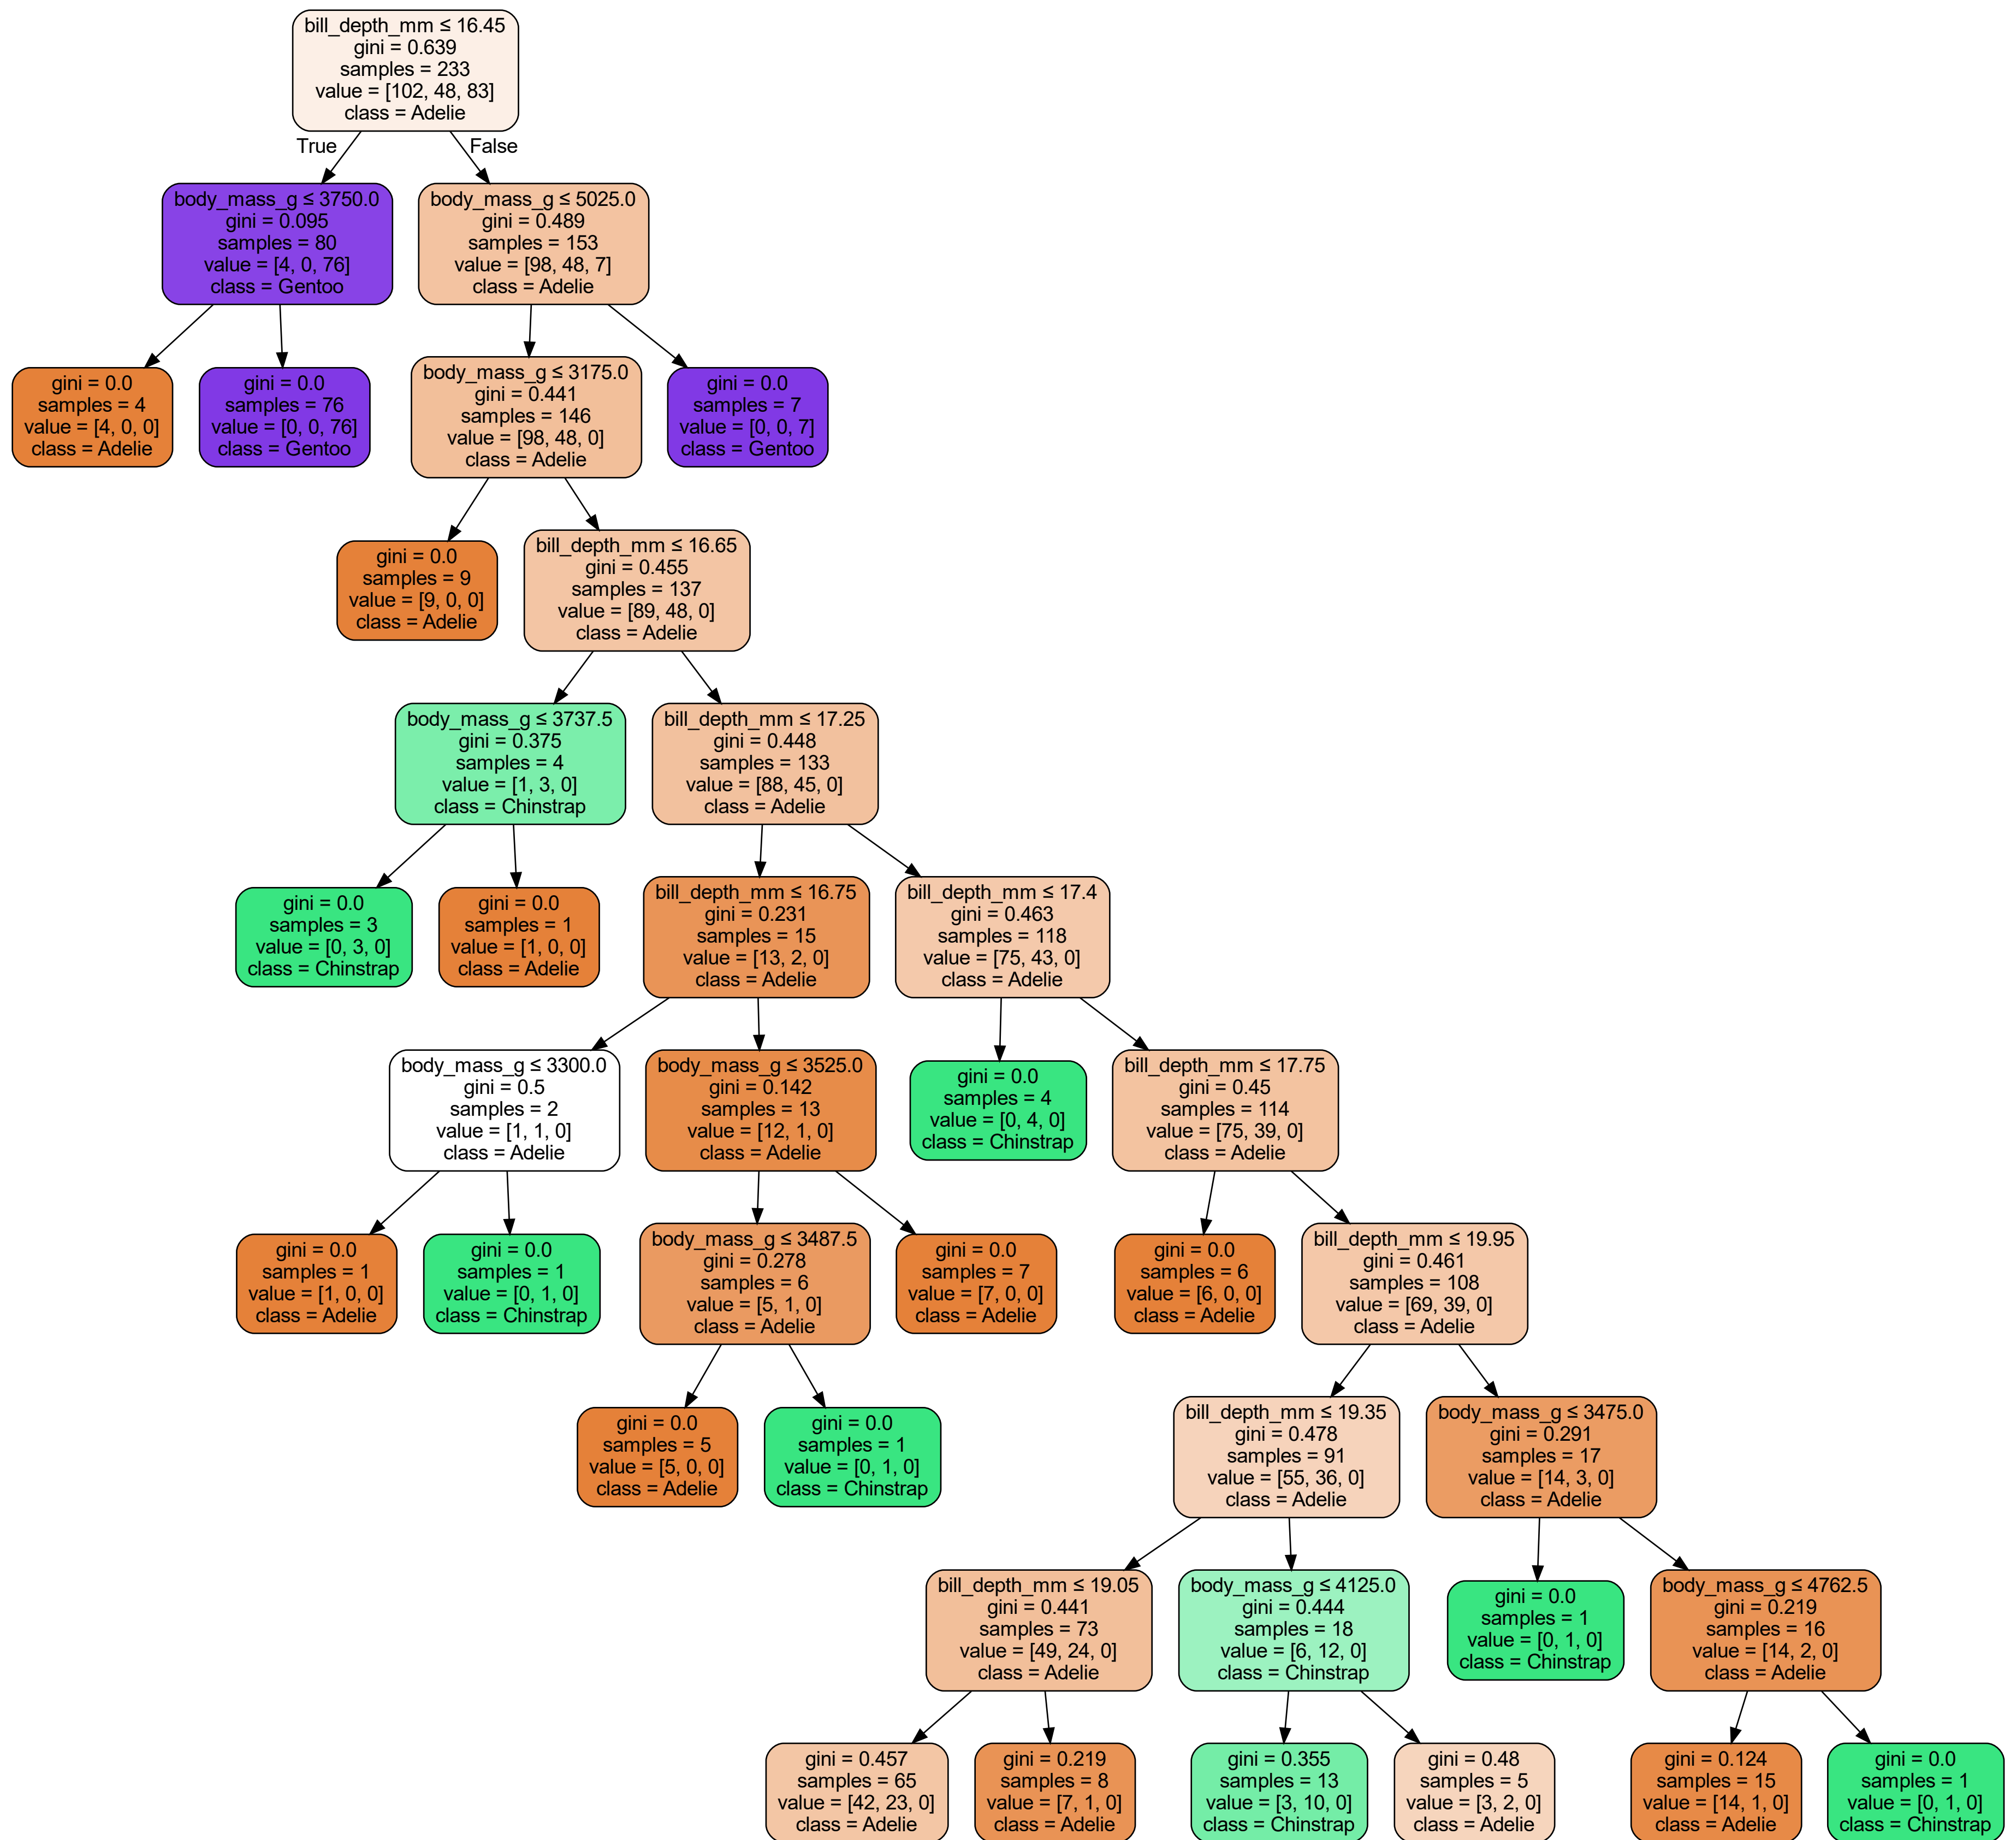 bill_depth_mm ≤ 16.45
gini = 0.639
samples = 233
value = [102, 48, 83]
class = Adelie
True
False
body_mass_g ≤ 3750.0
gini = 0.095
samples = 80
value = [4, 0, 76]
class = Gentoo
body_mass_g ≤ 5025.0
gini = 0.489
samples = 153
value = [98, 48, 7]
class = Adelie
gini = 0.0
samples = 4
value = [4, 0, 0]
class = Adelie
gini = 0.0
samples = 76
value = [0, 0, 76]
class = Gentoo
body_mass_g ≤ 3175.0
gini = 0.441
samples = 146
value = [98, 48, 0]
class = Adelie
gini = 0.0
samples = 7
value = [0, 0, 7]
class = Gentoo
gini = 0.0
samples = 9
value = [9, 0, 0]
class = Adelie
bill_depth_mm ≤ 16.65
gini = 0.455
samples = 137
value = [89, 48, 0]
class = Adelie
body_mass_g ≤ 3737.5
gini = 0.375
samples = 4
value = [1, 3, 0]
class = Chinstrap
bill_depth_mm ≤ 17.25
gini = 0.448
samples = 133
value = [88, 45, 0]
class = Adelie
gini = 0.0
samples = 3
value = [0, 3, 0]
class = Chinstrap
gini = 0.0
samples = 1
value = [1, 0, 0]
class = Adelie
bill_depth_mm ≤ 16.75
gini = 0.231
samples = 15
value = [13, 2, 0]
class = Adelie
bill_depth_mm ≤ 17.4
gini = 0.463
samples = 118
value = [75, 43, 0]
class = Adelie
body_mass_g ≤ 3300.0
gini = 0.5
samples = 2
value = [1, 1, 0]
class = Adelie
body_mass_g ≤ 3525.0
gini = 0.142
samples = 13
value = [12, 1, 0]
class = Adelie
gini = 0.0
samples = 4
value = [0, 4, 0]
class = Chinstrap
bill_depth_mm ≤ 17.75
gini = 0.45
samples = 114
value = [75, 39, 0]
class = Adelie
gini = 0.0
samples = 1
value = [1, 0, 0]
class = Adelie
gini = 0.0
samples = 1
value = [0, 1, 0]
class = Chinstrap
body_mass_g ≤ 3487.5
gini = 0.278
samples = 6
value = [5, 1, 0]
class = Adelie
gini = 0.0
samples = 7
value = [7, 0, 0]
class = Adelie
gini = 0.0
samples = 6
value = [6, 0, 0]
class = Adelie
bill_depth_mm ≤ 19.95
gini = 0.461
samples = 108
value = [69, 39, 0]
class = Adelie
gini = 0.0
samples = 5
value = [5, 0, 0]
class = Adelie
gini = 0.0
samples = 1
value = [0, 1, 0]
class = Chinstrap
bill_depth_mm ≤ 19.35
gini = 0.478
samples = 91
value = [55, 36, 0]
class = Adelie
body_mass_g ≤ 3475.0
gini = 0.291
samples = 17
value = [14, 3, 0]
class = Adelie
bill_depth_mm ≤ 19.05
gini = 0.441
samples = 73
value = [49, 24, 0]
class = Adelie
body_mass_g ≤ 4125.0
gini = 0.444
samples = 18
value = [6, 12, 0]
class = Chinstrap
gini = 0.0
samples = 1
value = [0, 1, 0]
class = Chinstrap
body_mass_g ≤ 4762.5
gini = 0.219
samples = 16
value = [14, 2, 0]
class = Adelie
gini = 0.457
samples = 65
value = [42, 23, 0]
class = Adelie
gini = 0.219
samples = 8
value = [7, 1, 0]
class = Adelie
gini = 0.355
samples = 13
value = [3, 10, 0]
class = Chinstrap
gini = 0.48
samples = 5
value = [3, 2, 0]
class = Adelie
gini = 0.124
samples = 15
value = [14, 1, 0]
class = Adelie
gini = 0.0
samples = 1
value = [0, 1, 0]
class = Chinstrap